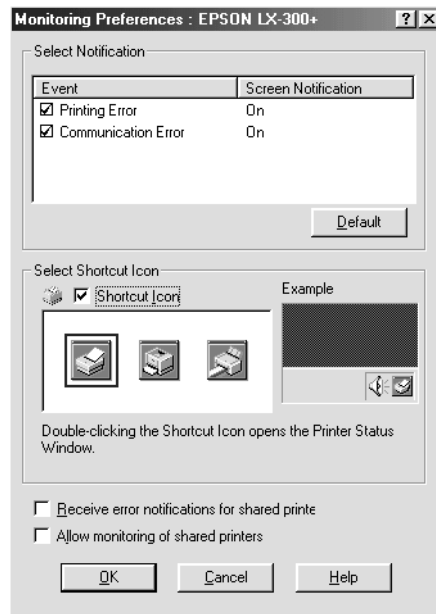 Monitoring Preferences : EPSON LX-300+
Select Notification
Event Screen Notification
Printing Error On
Communication Error On
Default
Select Shortcut Icon
Shortcut Icon Example
Double-clicking the Shortcut Icon opens the Printer Status
Window.
Receive error notifications for shared printe
Allow monitoring of shared printers
OK Cancel Help